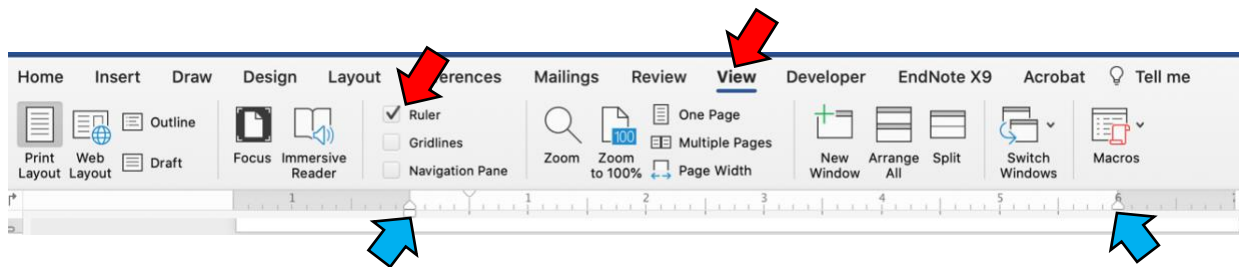 Home Insert Draw Design Layout erences Mailings Review View Developer EndNote X9 Acrobat Tell me
Print Layout
Web Layout
Outline
Draft
Focus
Immersive Reader
Ruler
Gridlines
Navigation Pane
Zoom
100
Zoom to 100%
One Page
Multiple Pages
Page Width
New Window
Arrange All
Split
Switch Windows
Macros
1 1 2 3 4 5 6